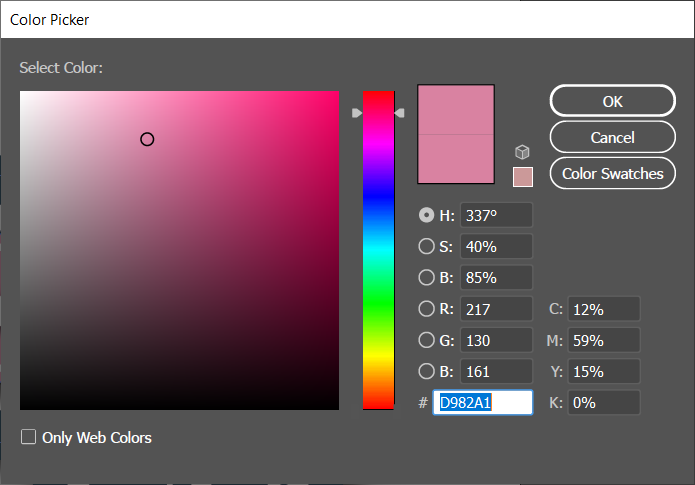 Color Picker
Select Color:
OK
Cancel
Color Swatches
H: 337º
S: 40%
B: 85%
R: 217
C: 12%
G: 130
M: 59%
B: 161
Y: 15%
# D982A1
K: 0%
Only Web Colors